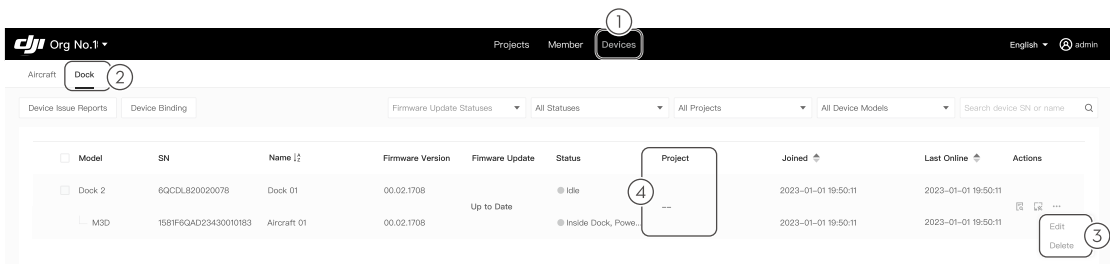 1
dji Org No.1
Projects Member Devices
English admin
Aircraft Dock 2
Device Issue Reports Device Binding Firmware Update Statuses All Statuses All Projects All Device Models Search device SN or name
Model SN Name Firmware Version Fimware Update Status Project Joined Last Online Actions
Dock 2 6QCDL820020078 Dock 01 00.02.1708 Idle 4 2023-01-01 19:50:11 2023-01-01 19:50:11
Up to Date -- ...
M3D 1581F6QAD23430010183 Aircraft 01 00.02.1708 Inside Dock, Powe... 2023-01-01 19:50:11 2023-01-01 19:50:11
Edit
3
Delete